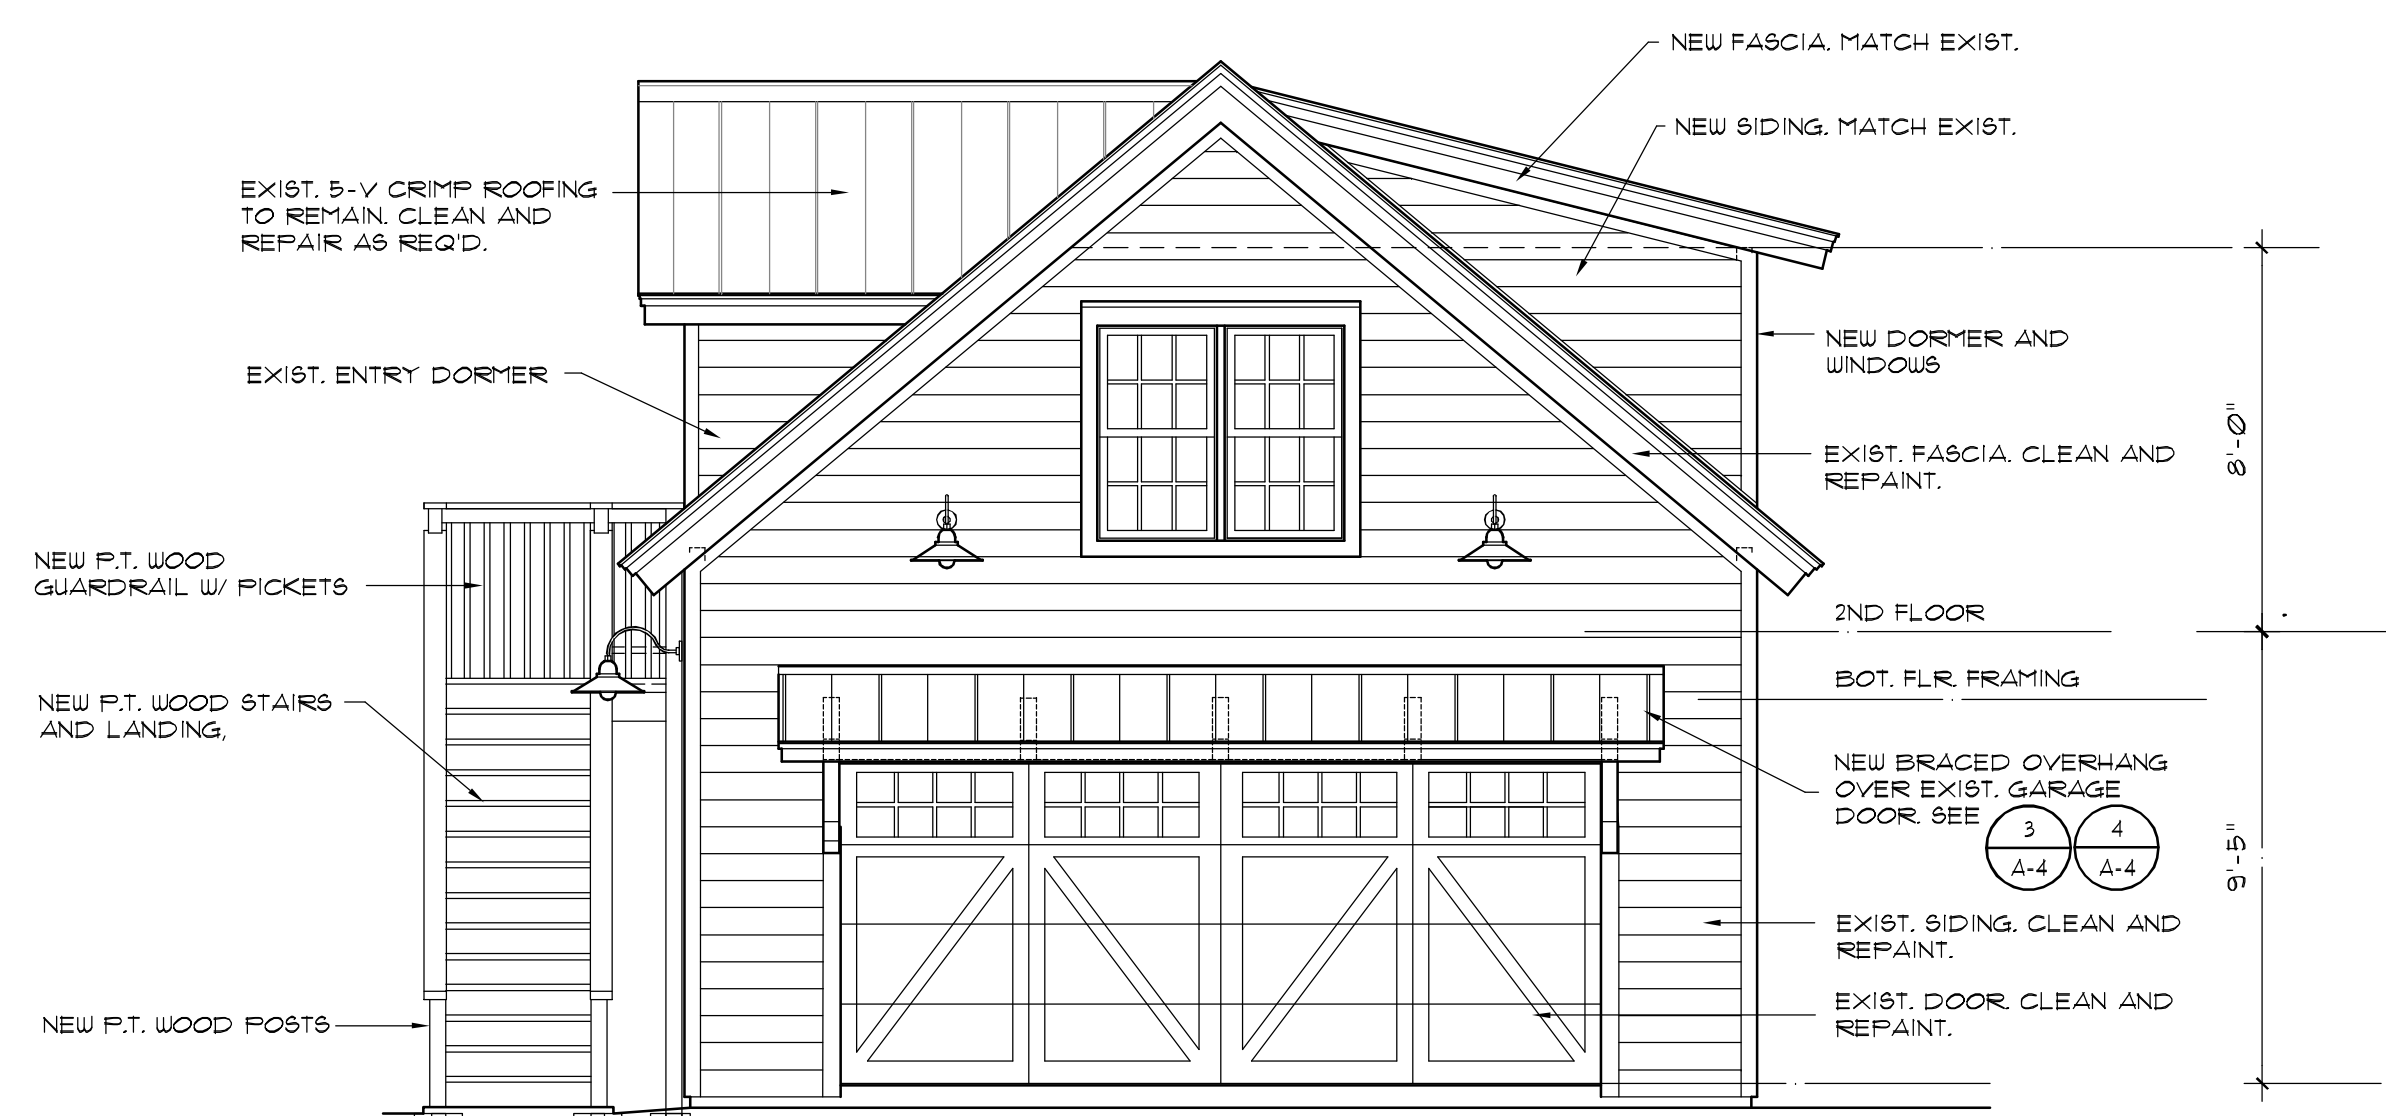 NEW FASCIA. MATCH EXIST.
NEW SIDING. MATCH EXIST.
EXIST. 5-V CRIMP ROOFING
TO REMAIN. CLEAN AND
REPAIR AS REQ'D.
NEW DORMER AND
WINDOWS
EXIST. ENTRY DORMER
8'-0"
EXIST. FASCIA. CLEAN AND
REPAINT.
NEW P.T. WOOD
GUARDRAIL W/ PICKETS
2ND FLOOR
BOT. FLR. FRAMING
NEW P.T. WOOD STAIRS
AND LANDING,
NEW BRACED OVERHANG
OVER EXIST. GARAGE
DOOR. SEE
3
A-4
4
A-4
9'-5"
EXIST. SIDING. CLEAN AND
REPAINT.
EXIST. DOOR. CLEAN AND
REPAINT.
NEW P.T. WOOD POSTS